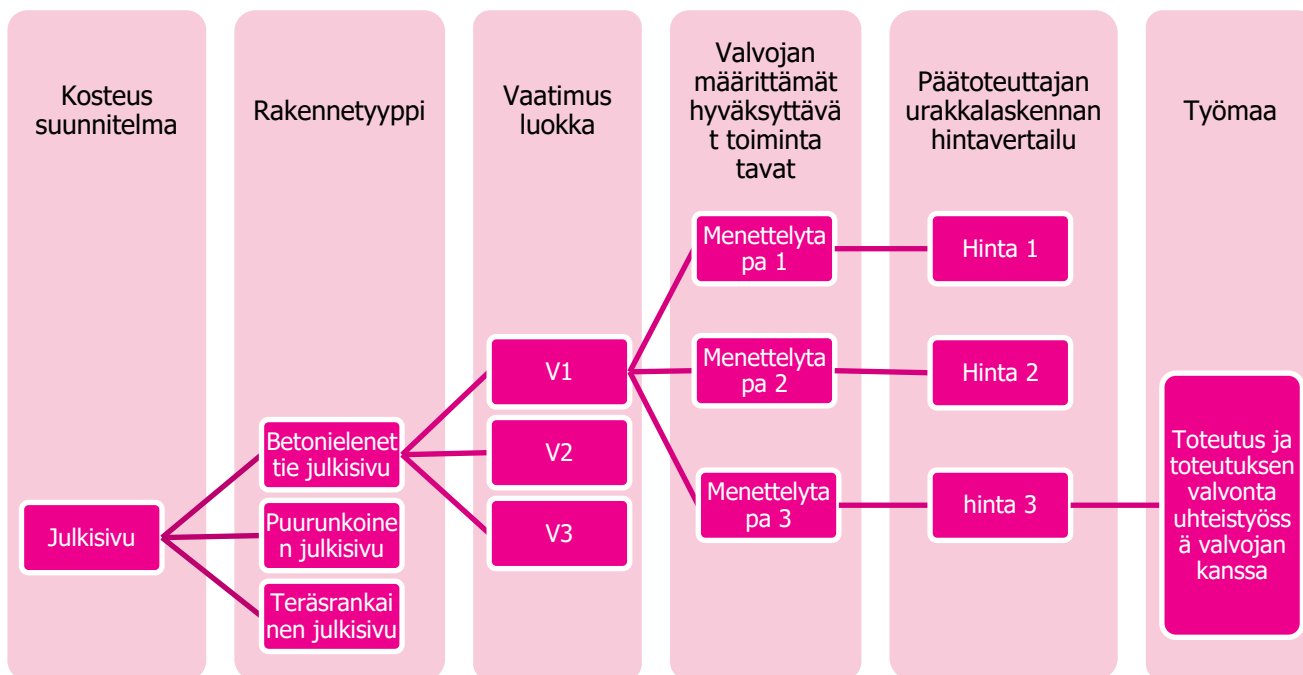 Kosteus
suunnitelma
Rakennetyyppi
Vaatimus
luokka
Valvojan
määrittämät
hyväksyttävä
t toiminta
tavat
Päätoteuttajan
urakkalaskennan
hintavertailu
Työmaa
Julkisivu
Betonielenet
tie julkisivu
Puurunkoine
n julkisivu
Teräsrankai
nen julkisivu
V1
V2
V3
Menettelyta
pa 1
Menettelyta
pa 2
Menettelyta
pa 3
Hinta 1
Hinta 2
hinta 3
Toteutus ja
toteutuksen
valvonta
uhteistyöss
ä valvojan
kanssa